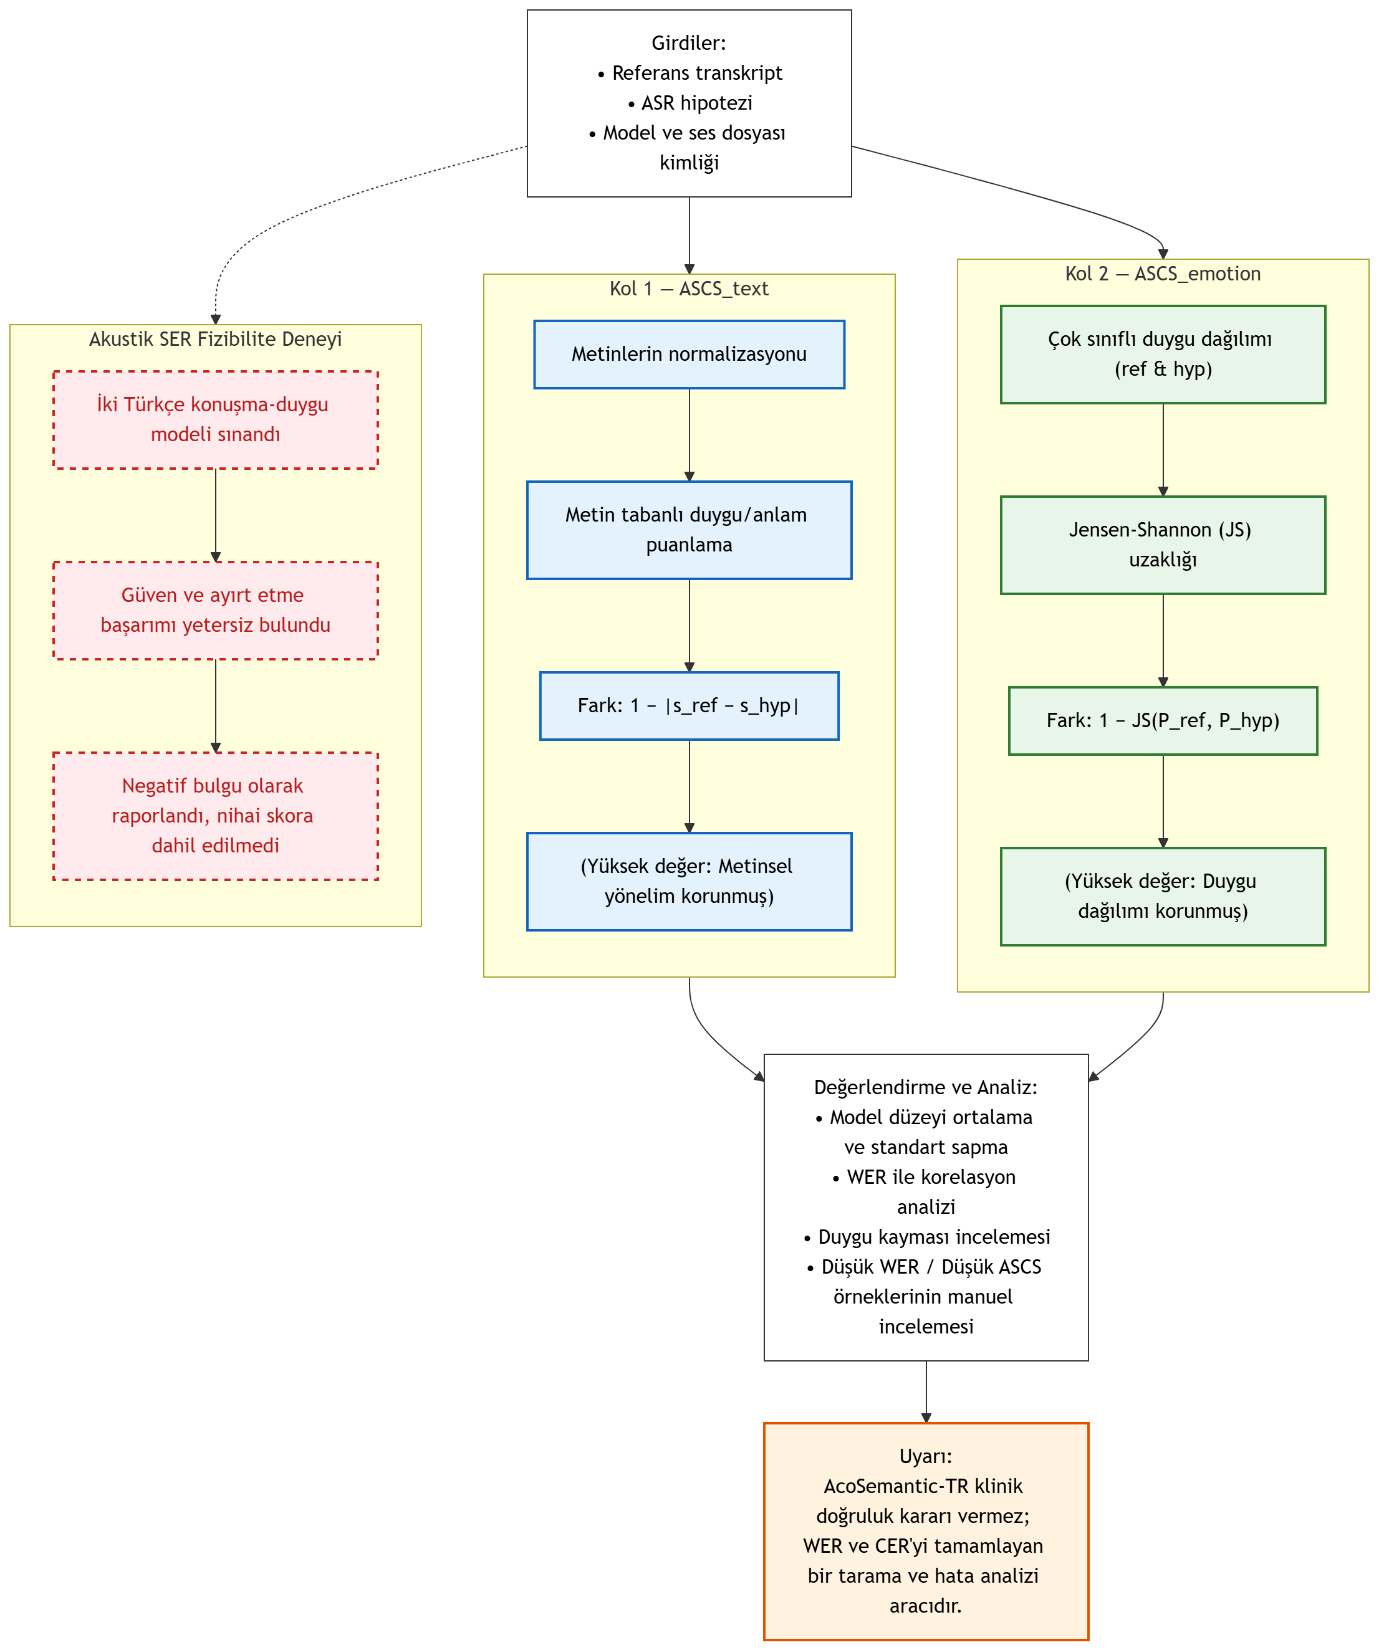 Girdiler:
• Referans transkript
• ASR hipotezi
• Model ve ses dosyası
kimliği
Akustik SER Fizibilite Deneyi
İki Türkçe konuşma-duygu
modeli sınandı
Güven ve ayırt etme
başarımı yetersiz bulundu
Negatif bulgu olarak
raporlandı, nihai skora
dahil edilmedi
Kol 1 — ASCS_text
Metinlerin normalizasyonu
Metin tabanlı duygu/anlam
puanlama
Fark: 1 − |s_ref − s_hyp|
(Yüksek değer: Metinsel
yönelim korunmuş)
Kol 2 — ASCS_emotion
Çok sınıflı duygu dağılımı
(ref & hyp)
Jensen-Shannon (JS)
uzaklığı
Fark: 1 − JS(P_ref, P_hyp)
(Yüksek değer: Duygu
dağılımı korunmuş)
Değerlendirme ve Analiz:
• Model düzeyi ortalama
ve standart sapma
• WER ile korelasyon
analizi
• Duygu kayması incelemesi
• Düşük WER / Düşük ASCS
örneklerinin manuel
incelemesi
Uyarı:
AcoSemantic-TR klinik
doğruluk kararı vermez;
WER ve CER'yi tamamlayan
bir tarama ve hata analizi
aracıdır.